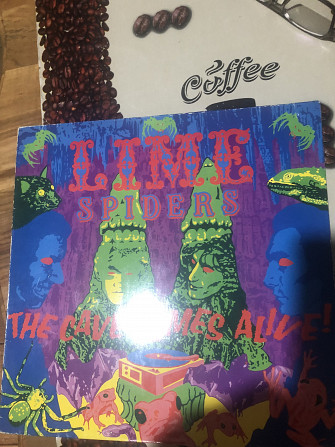 Coffee
LIME
SPIDERS
THE CAVE COMES ALIVE!